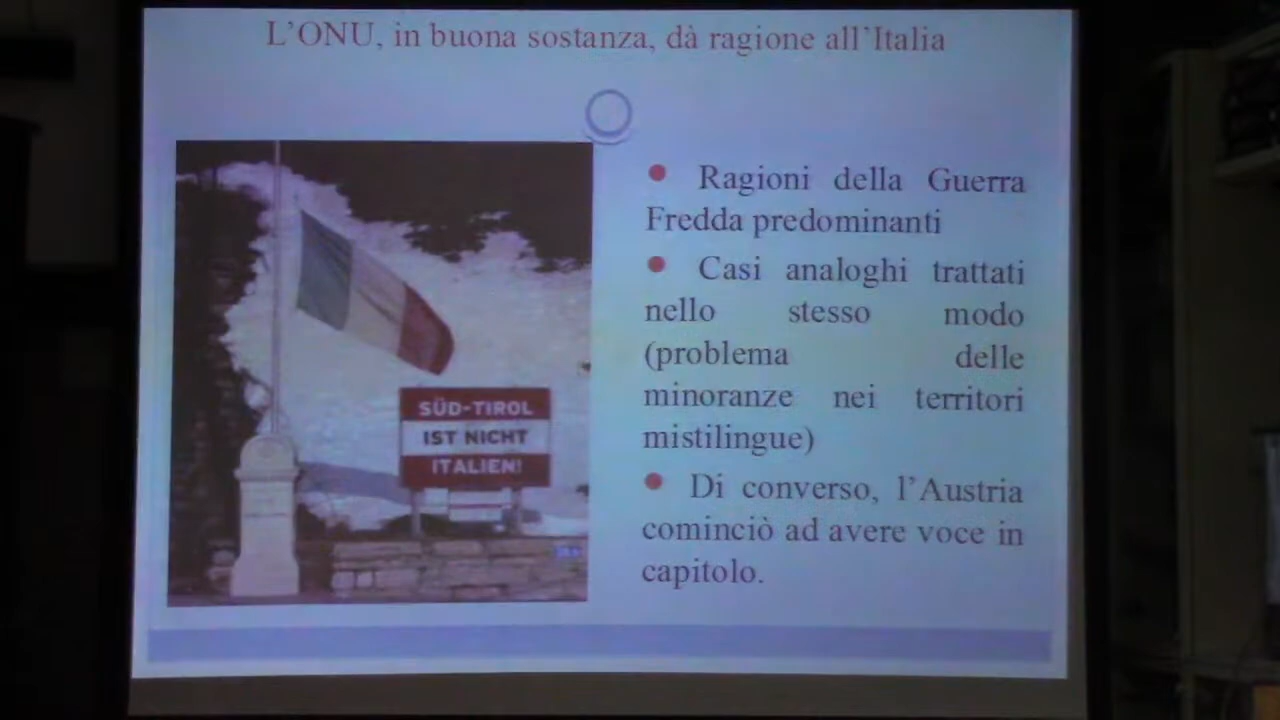 L'ONU, in buona sostanza, dà ragione all'Italia
Ragioni della Guerra
Fredda predominanti
Casi analoghi trattati
nello stesso modo
(problema delle
minoranze nei territori
mistilingue)
Di converso, l'Austria
cominciò ad avere voce in
capitolo.
SÜD-TIROL
IST NICHT
ITALIEN!